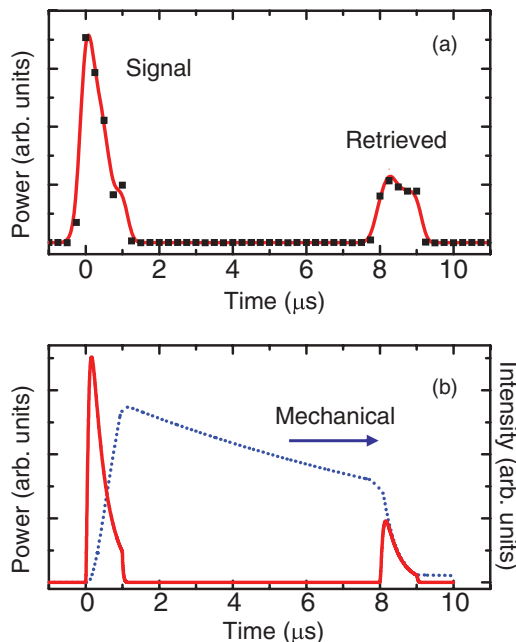 (a)
Signal
Retrieved
Power (arb. units)
0 2 4 6 8 10
Time (μs)
(b)
Mechanical
Power (arb. units)
Intensity (arb. units)
0 2 4 6 8 10
Time (μs)